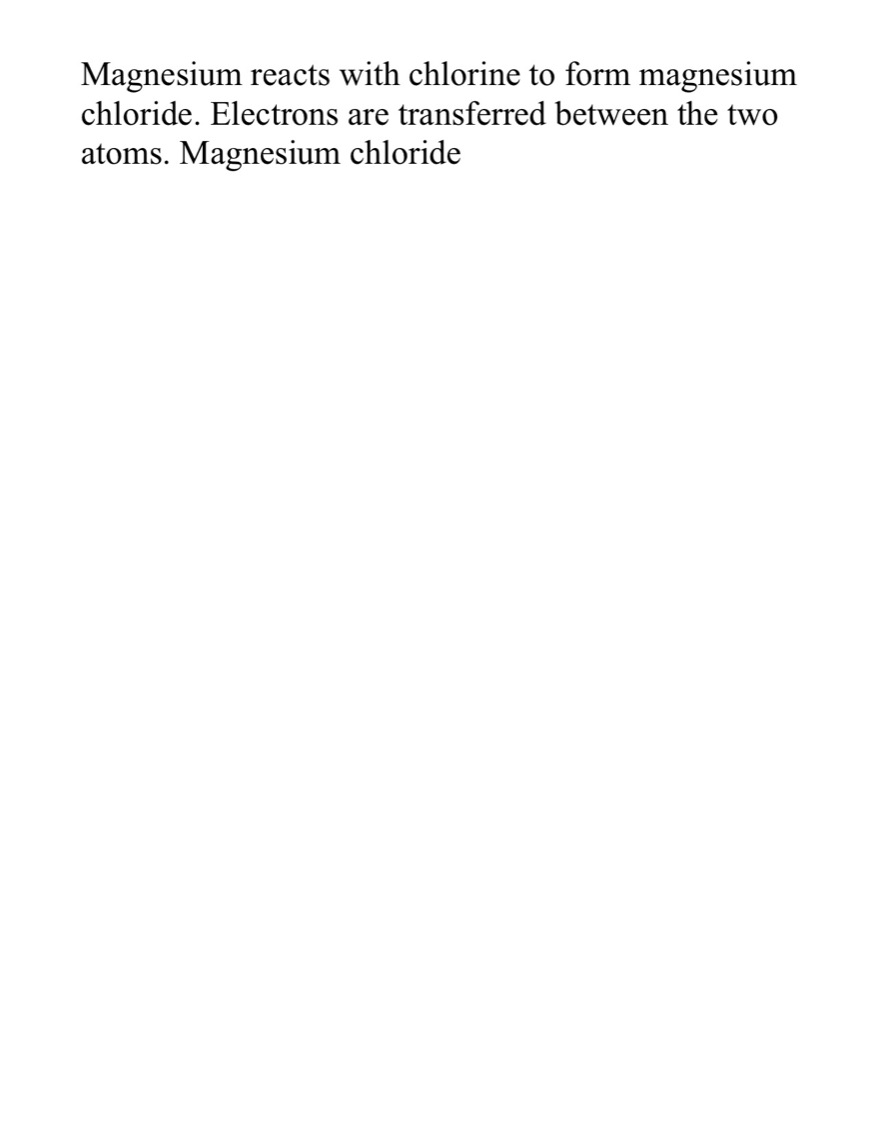 Magnesium reacts with chlorine to form magnesium
chloride. Electrons are transferred between the two
atoms. Magnesium chloride